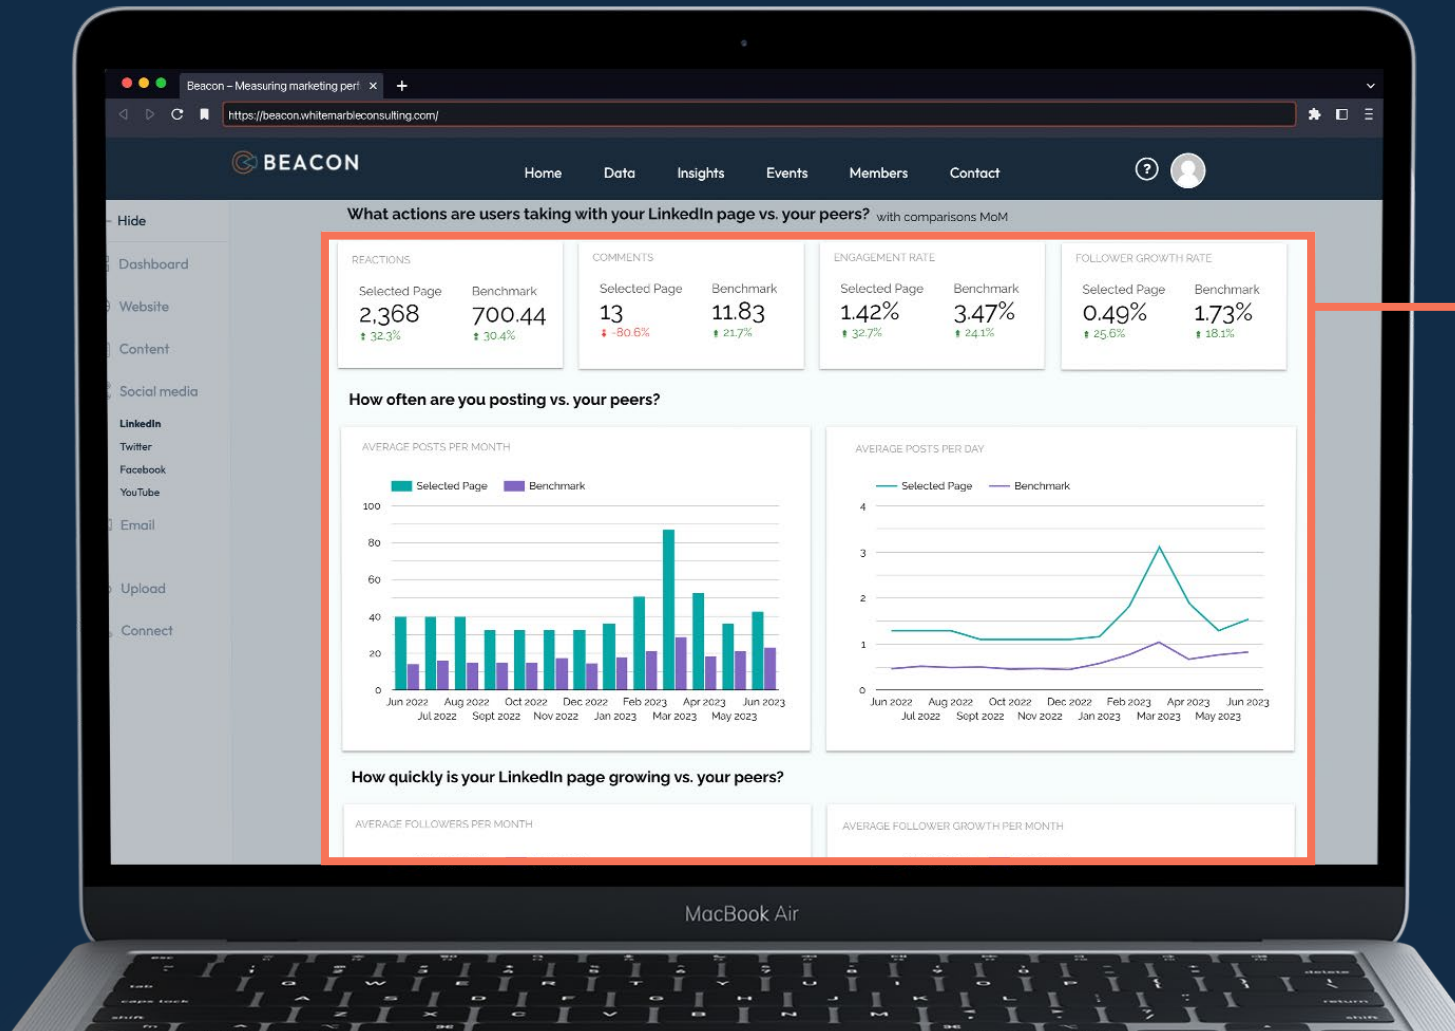 Beacon – Measuring marketing perf
https://beacon.whitemarbleconsulting.com/
BEACON
Home Data Insights Events Members Contact
?
Hide
Dashboard
Website
Content
Social media
LinkedIn
Twitter
Facebook
YouTube
Email
Upload
Connect
What actions are users taking with your LinkedIn page vs. your peers? with comparisons MoM
REACTIONS
Selected Page Benchmark
2,368 700.44
32.3% 30.4%
COMMENTS
Selected Page Benchmark
13 11.83
-80.6% 21.7%
ENGAGEMENT RATE
Selected Page Benchmark
1.42% 3.47%
32.7% 24.1%
FOLLOWER GROWTH RATE
Selected Page Benchmark
0.49% 1.73%
25.6% 18.1%
How often are you posting vs. your peers?
AVERAGE POSTS PER MONTH
Selected Page Benchmark
100
80
60
40
20
0
Jun 2022 Aug 2022 Oct 2022 Dec 2022 Feb 2023 Apr 2023 Jun 2023
Jul 2022 Sept 2022 Nov 2022 Jan 2023 Mar 2023 May 2023
AVERAGE POSTS PER DAY
Selected Page Benchmark
4
3
2
1
0
Jun 2022 Aug 2022 Oct 2022 Dec 2022 Feb 2023 Apr 2023 Jun 2023
Jul 2022 Sept 2022 Nov 2022 Jan 2023 Mar 2023 May 2023
How quickly is your LinkedIn page growing vs. your peers?
AVERAGE FOLLOWERS PER MONTH
AVERAGE FOLLOWER GROWTH PER MONTH
MacBook Air
esc
delete
tab Q W E R T Y U I O P
caps lock A S D F G H J K L return
shift Z X C V B N M shift
fn